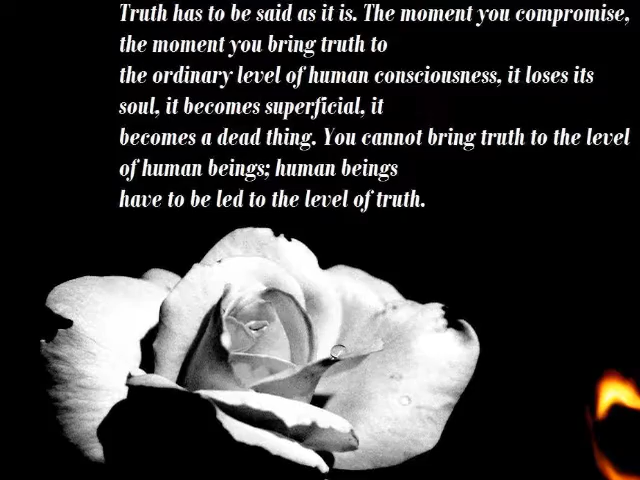 Truth has to be said as it is. The moment you compromise,
the moment you bring truth to
the ordinary level of human consciousness, it loses its
soul, it becomes superficial, it
becomes a dead thing. You cannot bring truth to the level
of human beings; human beings
have to be led to the level of truth.